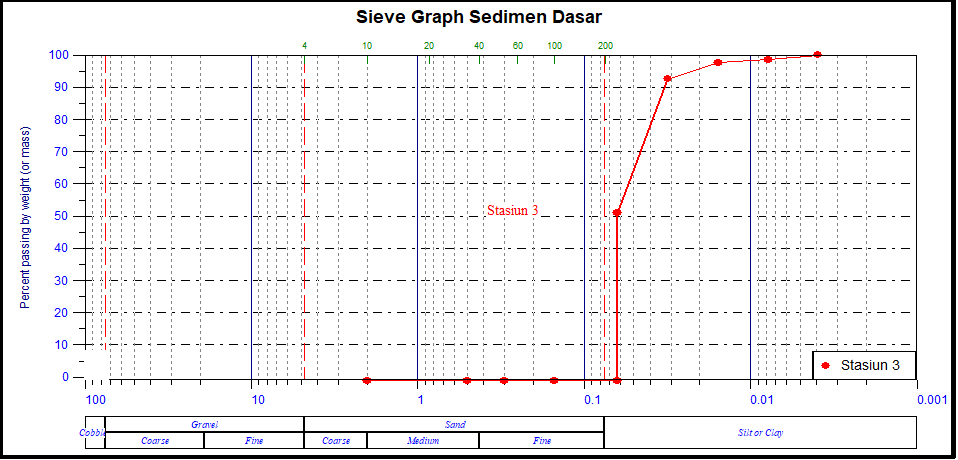 Sieve Graph Sedimen Dasar
4 10 20 40 60 100 200
Percent passing by weight (or mass)
100
90
80
70
60
50
40
30
20
10
0
Stasiun 3
Stasiun 3
100 10 1 0.1 0.01 0.001
Cobble Gravel Sand Silt or Clay
Coarse Fine Coarse Medium Fine